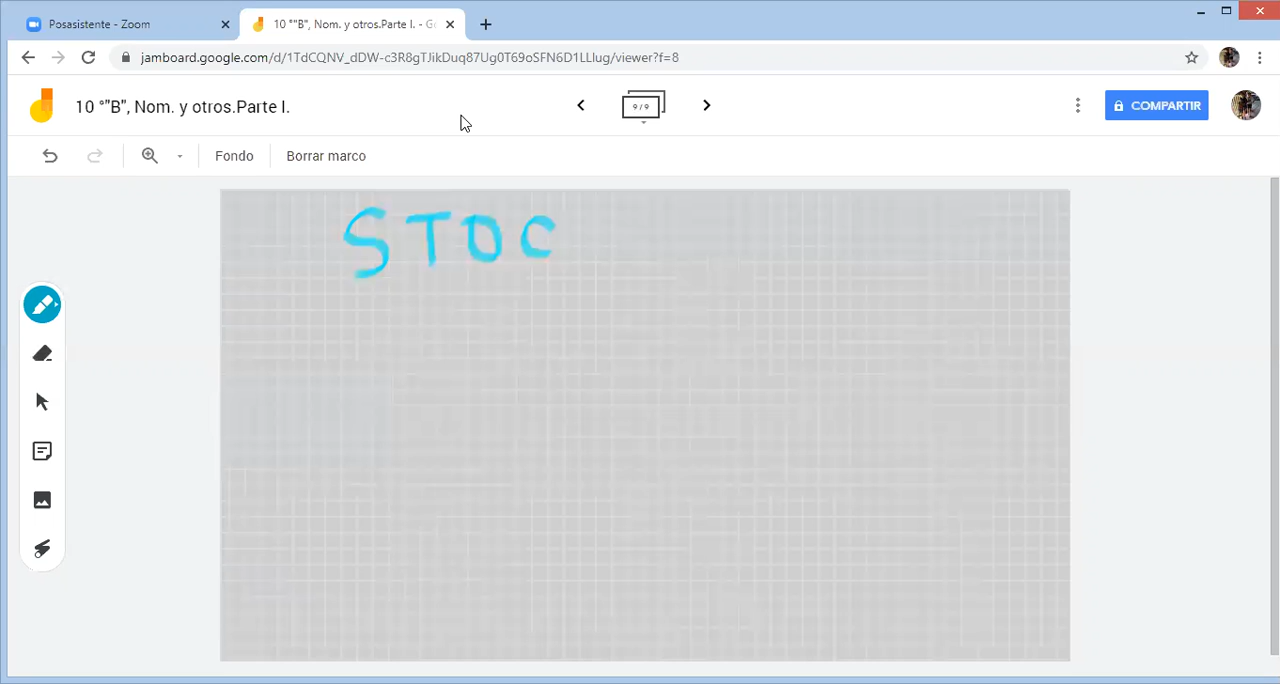 Posasistente - Zoom
10 °"B", Nom. y otros.Parte I. - Go
jamboard.google.com/d/1TdCQNV_dDW-c3R8gTJikDuq87Ug0T69oSFN6D1LLlug/viewer?f=8
10 °"B", Nom. y otros.Parte I.
9/9
COMPARTIR
Fondo
Borrar marco
STOC